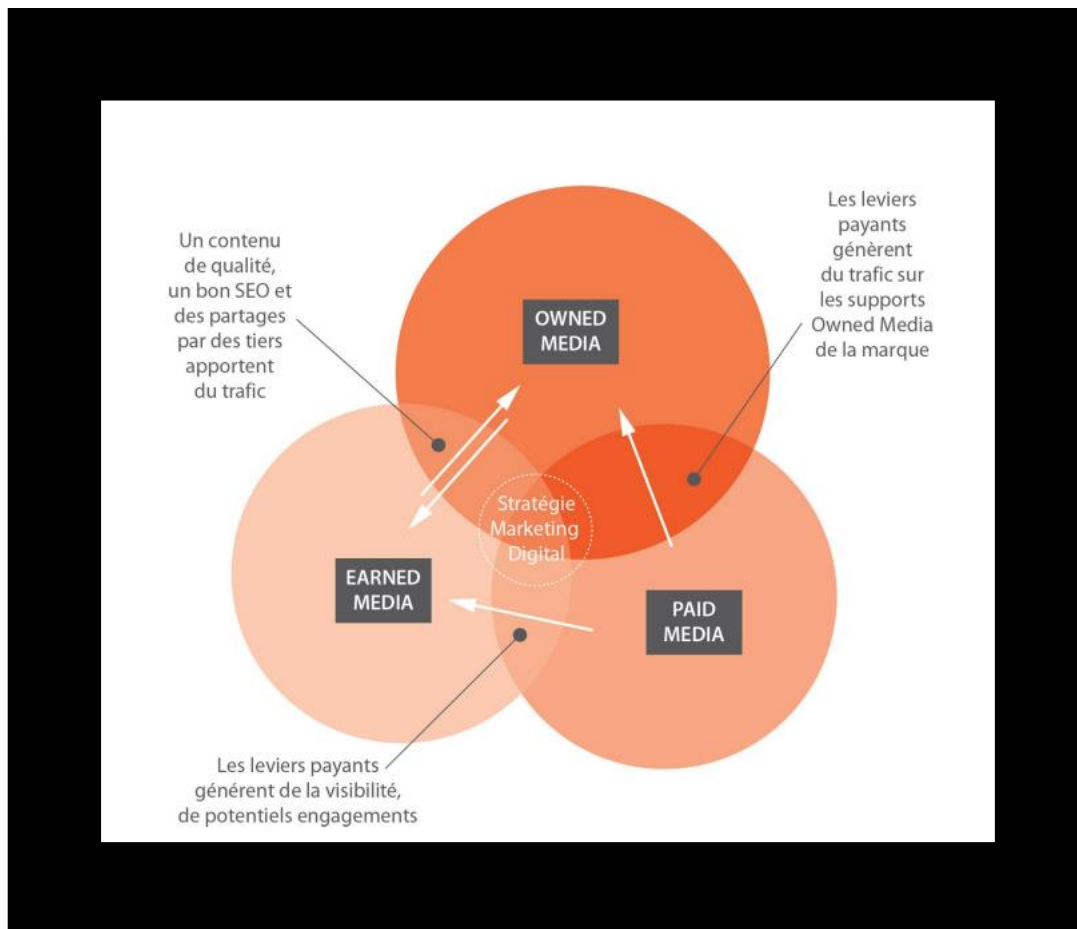 Un contenu
de qualité,
un bon SEO et
des partages
par des tiers
apportent
du trafic
Les leviers
payants
génèrent
du trafic sur
les supports
Owned Media
de la marque
OWNED
MEDIA
Stratégie
Marketing
Digital
EARNED
MEDIA
PAID
MEDIA
Les leviers payants
générent de la visibilité,
de potentiels engagements